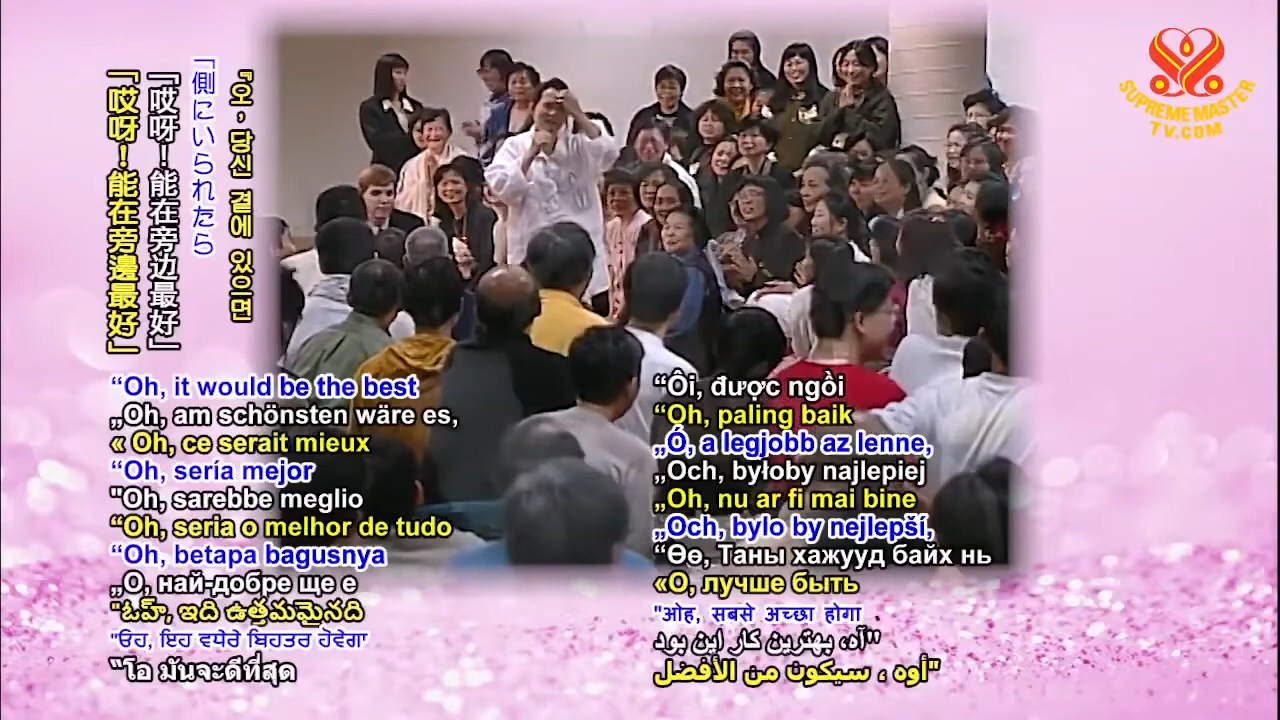 「哎呀！能在旁邊最好」
「哎呀！能在旁边最好」
「側にいられたら
『오, 당신 곁에 있으면
SUPREME MASTER
TV.COM
“Oh, it would be the best
„Oh, am schönsten wäre es,
« Oh, ce serait mieux
“Oh, sería mejor
"Oh, sarebbe meglio
“Oh, seria o melhor de tudo
“Oh, betapa bagusnya
„О, най-добре ще е
"ఓహ్, ఇది ఉత్తమమైనది
"ਓਹ, ਇਹ ਵਧੇਰੇ ਬਿਹਤਰ ਹੋਵੇਗਾ
“โอ มันจะดีที่สุด
“Ôi, được ngồi
“Oh, paling baik
„Ó, a legjobb az lenne,
„Och, byłoby najlepiej
„Oh, nu ar fi mai bine
„Och, bylo by nejlepší,
“Өө, Таны хажууд байх нь
«О, лучше быть
"ओह, सबसे अच्छा होगा
"آه، بهترین کار این بود
"أوه ، سيكون من الأفضل